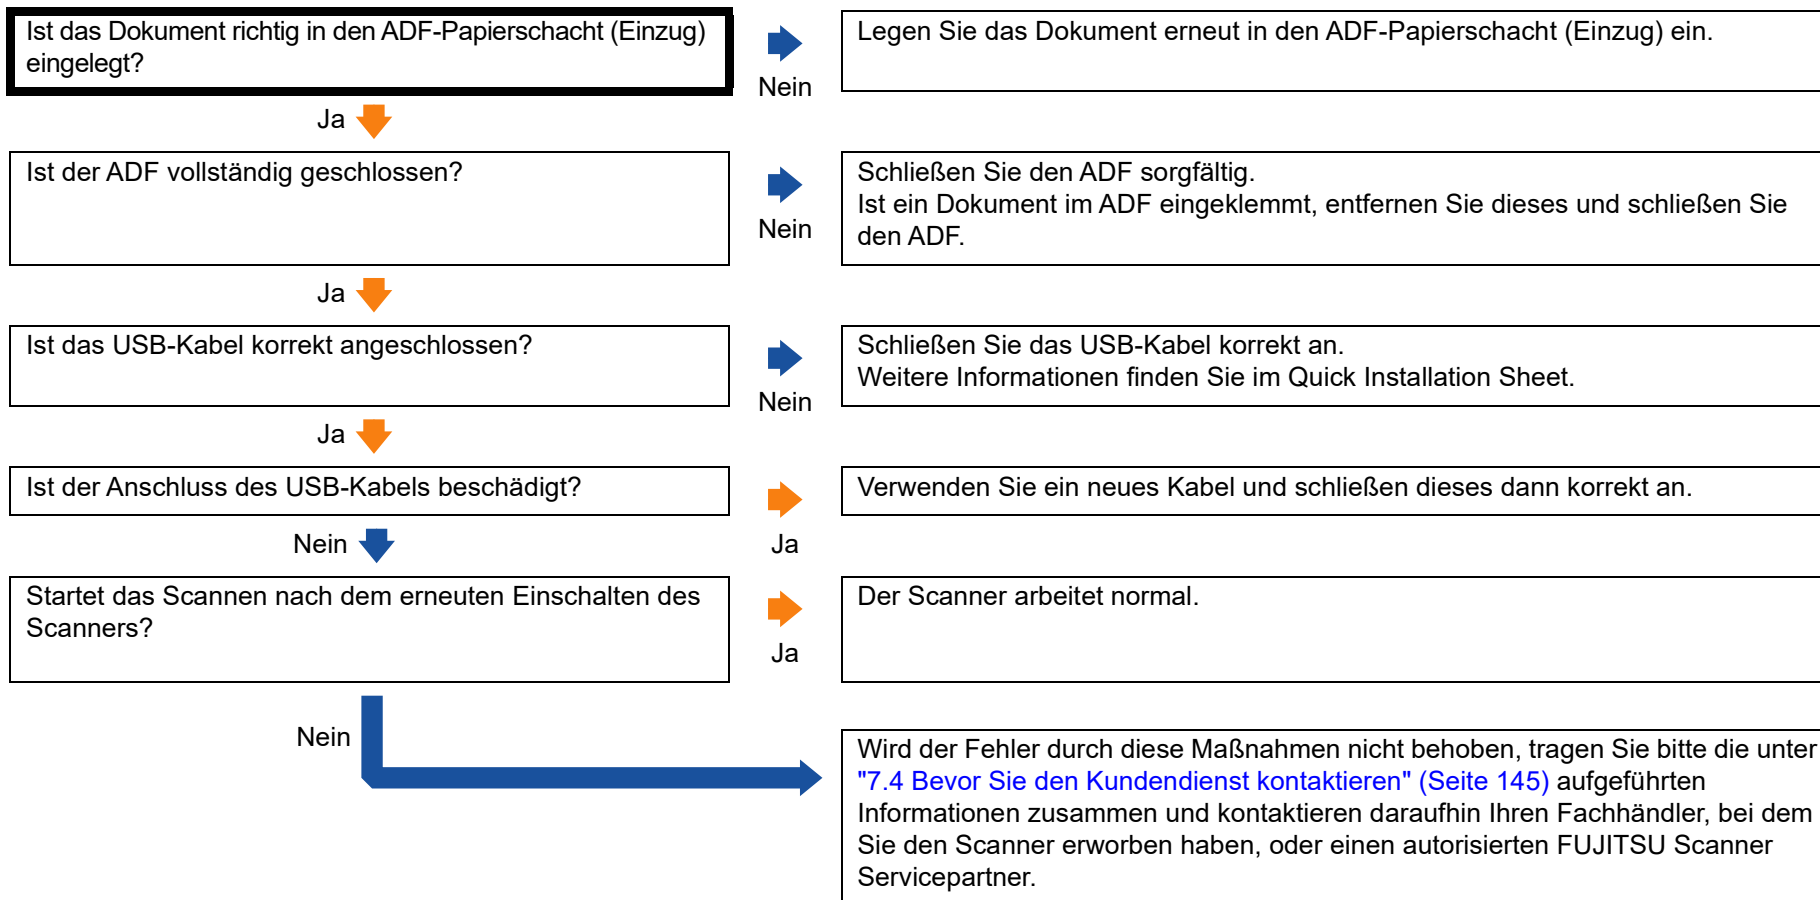 Ist das Dokument richtig in den ADF-Papierschacht (Einzug)
eingelegt?
Nein
Legen Sie das Dokument erneut in den ADF-Papierschacht (Einzug) ein.
Ja
Ist der ADF vollständig geschlossen?
Nein
Schließen Sie den ADF sorgfältig.
Ist ein Dokument im ADF eingeklemmt, entfernen Sie dieses und schließen Sie
den ADF.
Ja
Ist das USB-Kabel korrekt angeschlossen?
Nein
Schließen Sie das USB-Kabel korrekt an.
Weitere Informationen finden Sie im Quick Installation Sheet.
Ja
Ist der Anschluss des USB-Kabels beschädigt?
Ja
Verwenden Sie ein neues Kabel und schließen dieses dann korrekt an.
Nein
Startet das Scannen nach dem erneuten Einschalten des
Scanners?
Ja
Der Scanner arbeitet normal.
Nein
Wird der Fehler durch diese Maßnahmen nicht behoben, tragen Sie bitte die unter
"7.4 Bevor Sie den Kundendienst kontaktieren" (Seite 145) aufgeführten
Informationen zusammen und kontaktieren daraufhin Ihren Fachhändler, bei dem
Sie den Scanner erworben haben, oder einen autorisierten FUJITSU Scanner
Servicepartner.